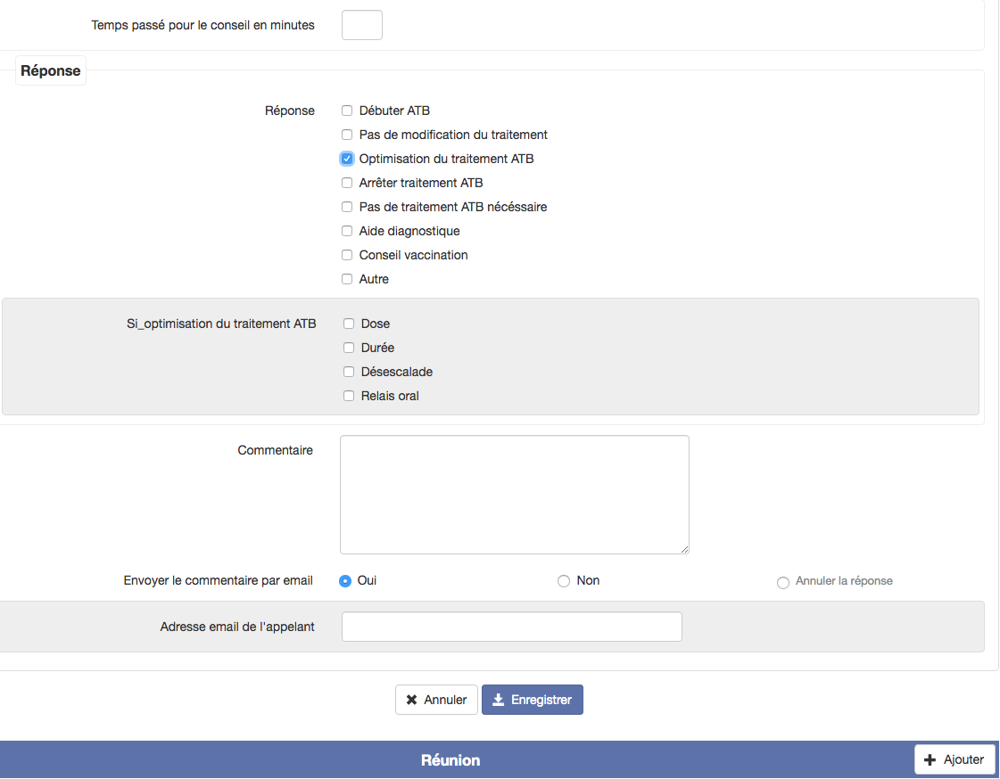 Temps passé pour le conseil en minutes
Réponse
Réponse
Débuter ATB
Pas de modification du traitement
Optimisation du traitement ATB
Arrêter traitement ATB
Pas de traitement ATB nécéssaire
Aide diagnostique
Conseil vaccination
Autre
Si_optimisation du traitement ATB
Dose
Durée
Désescalade
Relais oral
Commentaire
Envoyer le commentaire par email Oui Non Annuler la réponse
Adresse email de l'appelant
Annuler Enregistrer
Réunion Ajouter